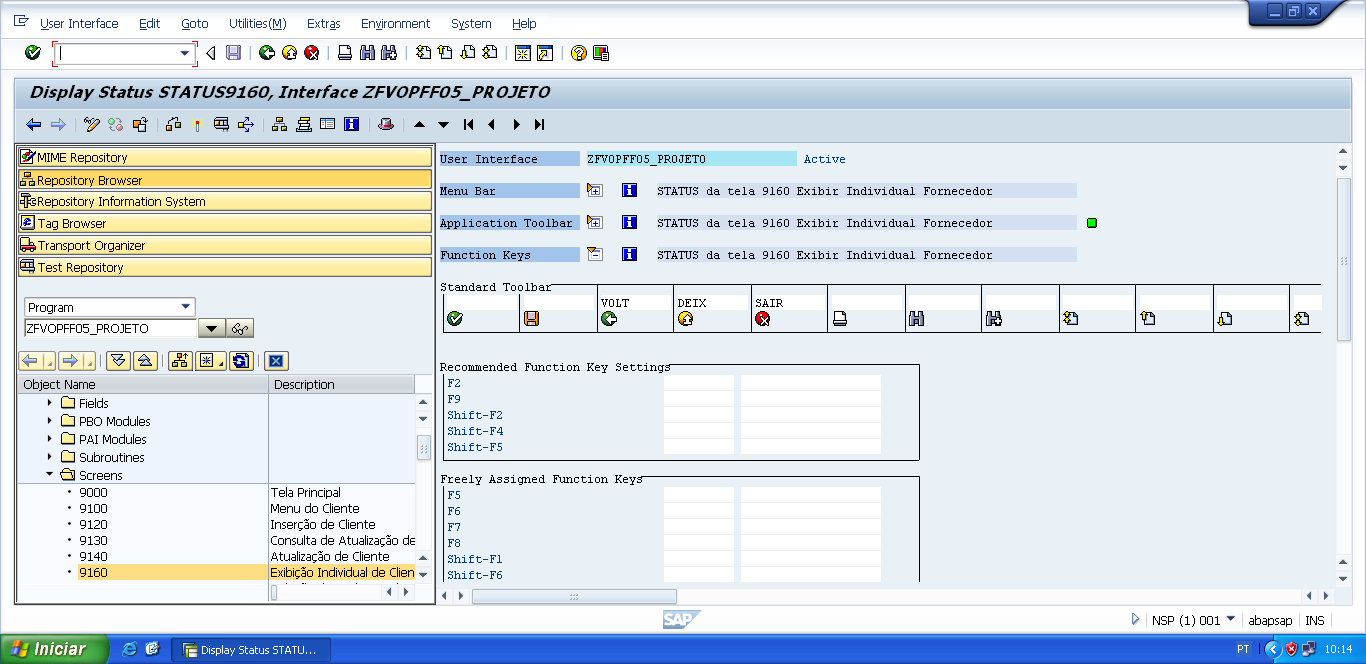 User Interface Edit Goto Utilities(M) Extras Environment System Help
Display Status STATUS9160, Interface ZFVOPFF05_PROJETO
MIME Repository
Repository Browser
Repository Information System
Tag Browser
Transport Organizer
Test Repository
Program
ZFVOPFF05_PROJETO
Object Name Description
Fields
PBO Modules
PAI Modules
Subroutines
Screens
9000 Tela Principal
9100 Menu do Cliente
9120 Inserção de Cliente
9130 Consulta de Atualização de
9140 Atualização de Cliente
9160 Exibição Individual de Clien
User Interface ZFVOPFF05_PROJETO Active
Menu Bar STATUS da tela 9160 Exibir Individual Fornecedor
Application Toolbar STATUS da tela 9160 Exibir Individual Fornecedor
Function Keys STATUS da tela 9160 Exibir Individual Fornecedor
Standard Toolbar
VOLT DEIX SAIR
Recommended Function Key Settings
F2
F9
Shift-F2
Shift-F4
Shift-F5
Freely Assigned Function Keys
F5
F6
F7
F8
Shift-F1
Shift-F6
SAP
NSP (1) 001 abapsap INS
Iniciar Display Status STATU... PT 10:14